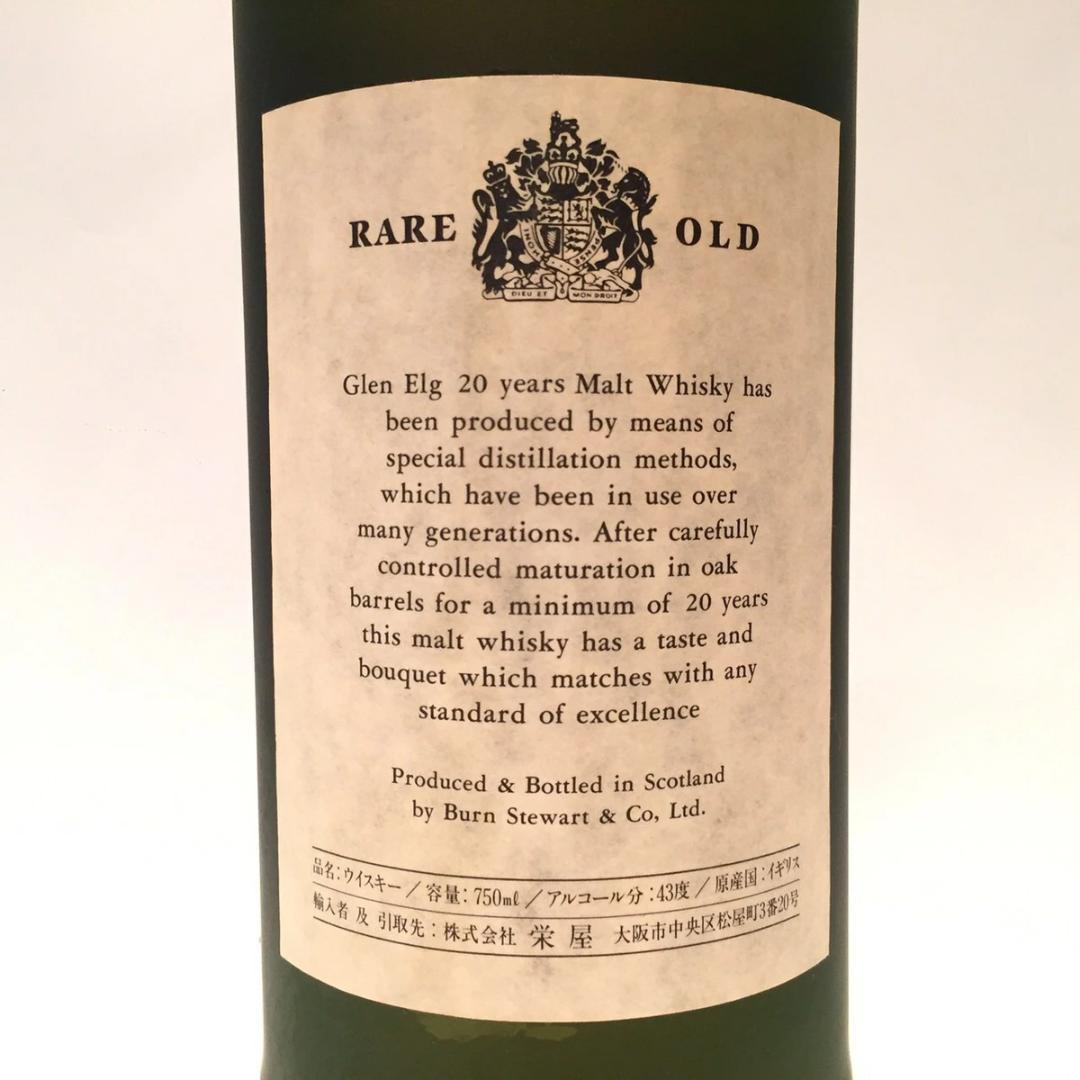 RARE OLD
INOHI PENSE
DIEU ET MON DROIT
Glen Elg 20 years Malt Whisky has
been produced by means of
special distillation methods,
which have been in use over
many generations. After carefully
controlled maturation in oak
barrels for a minimum of 20 years
this malt whisky has a taste and
bouquet which matches with any
standard of excellence
Produced & Bottled in Scotland
by Burn Stewart & Co, Ltd.
品名：ウイスキー／容量：750ml／アルコール分：43度／原産国：イギリス
輸入者及引取先：株式会社 栄屋 大阪市中央区松屋町3番20号